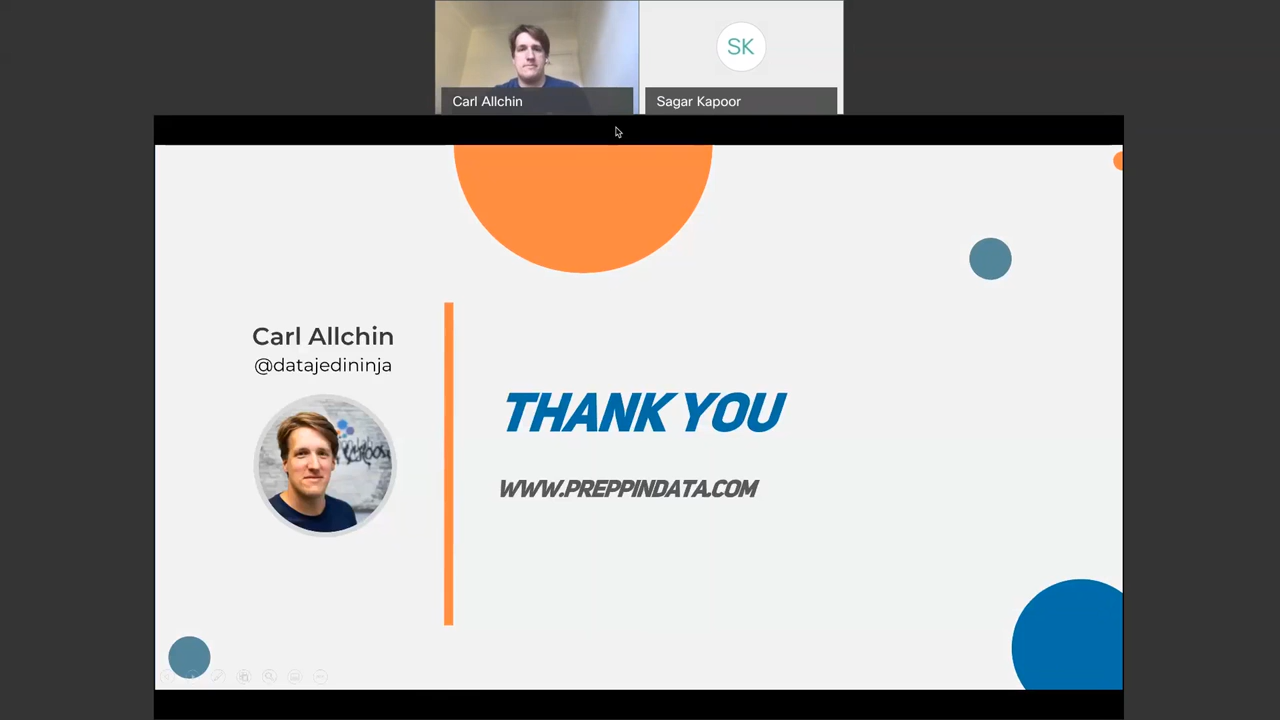 SK
Carl Allchin
Sagar Kapoor
Carl Allchin
@datajedininja
THANK YOU
WWW.PREPPINDATA.COM